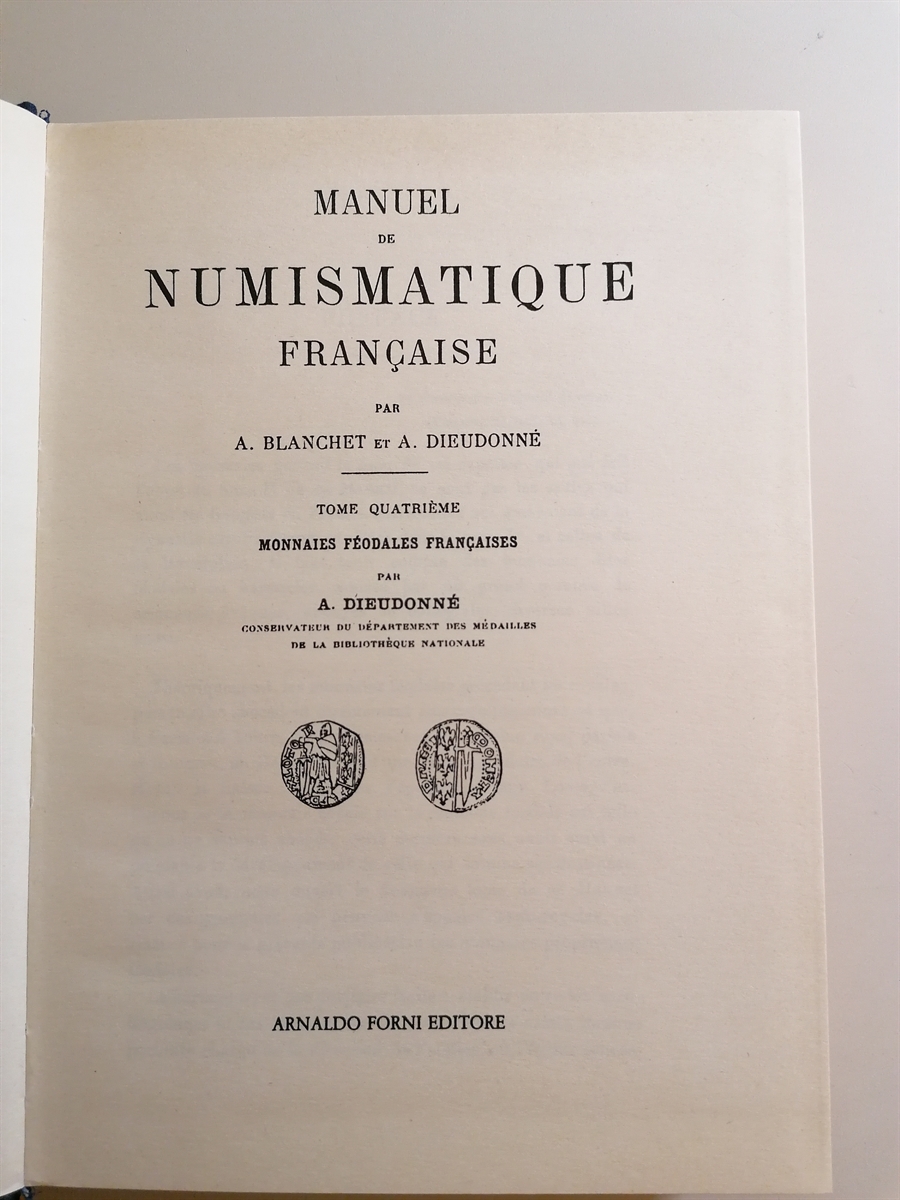 MANUEL
DE
NUMISMATIQUE
FRANÇAISE
PAR
A. BLANCHET ET A. DIEUDONNÉ
TOME QUATRIÈME
MONNAIES FÉODALES FRANÇAISES
PAR
A. DIEUDONNÉ
CONSERVATEUR DU DÉPARTEMENT DES MÉDAILLES
DE LA BIBLIOTHÈQUE NATIONALE
ARNALDO FORNI EDITORE